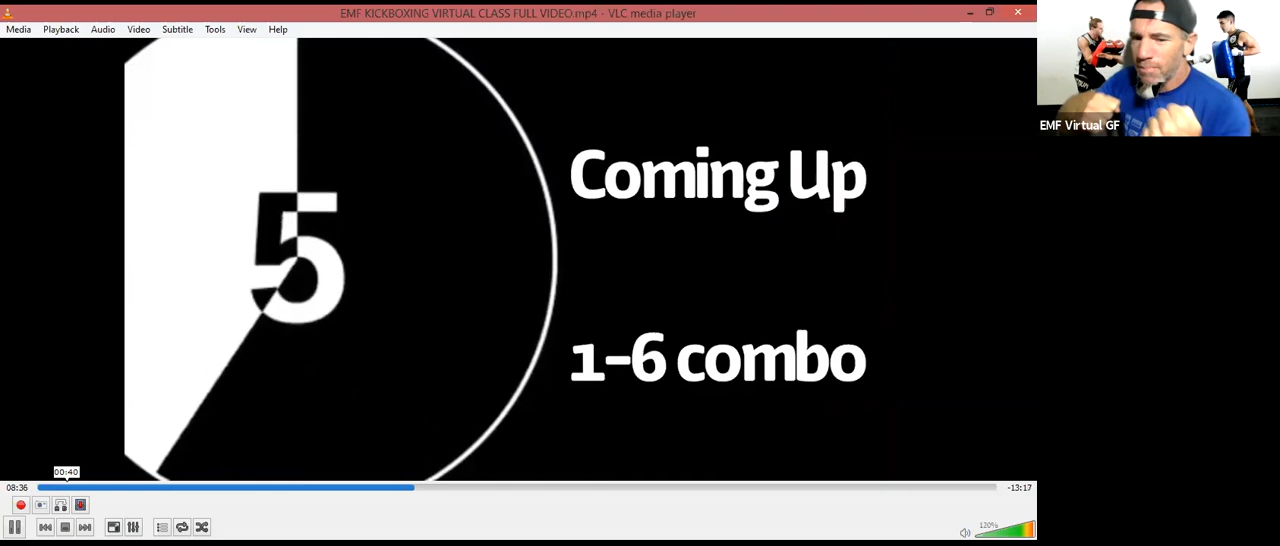 EMF KICKBOXING VIRTUAL CLASS FULL VIDEO.mp4 - VLC media player
Media Playback Audio Video Subtitle Tools View Help
5
Coming Up
1-6 combo
EMF Virtual GF
00:40
08:36
-13:17
120%